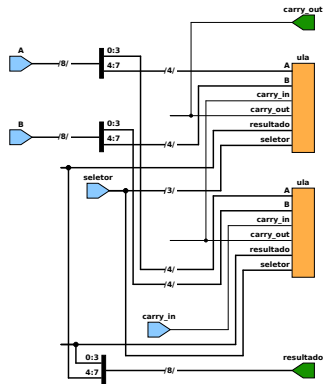 carry_out
A
/8/
0:3
4:7
/4/
ula
A
B
carry_in
carry_out
resultado
seletor
B
/8/
0:3
4:7
/4/
seletor
/3/
ula
A
B
carry_in
carry_out
resultado
seletor
/4/
/4/
carry_in
0:3
4:7
/8/
resultado